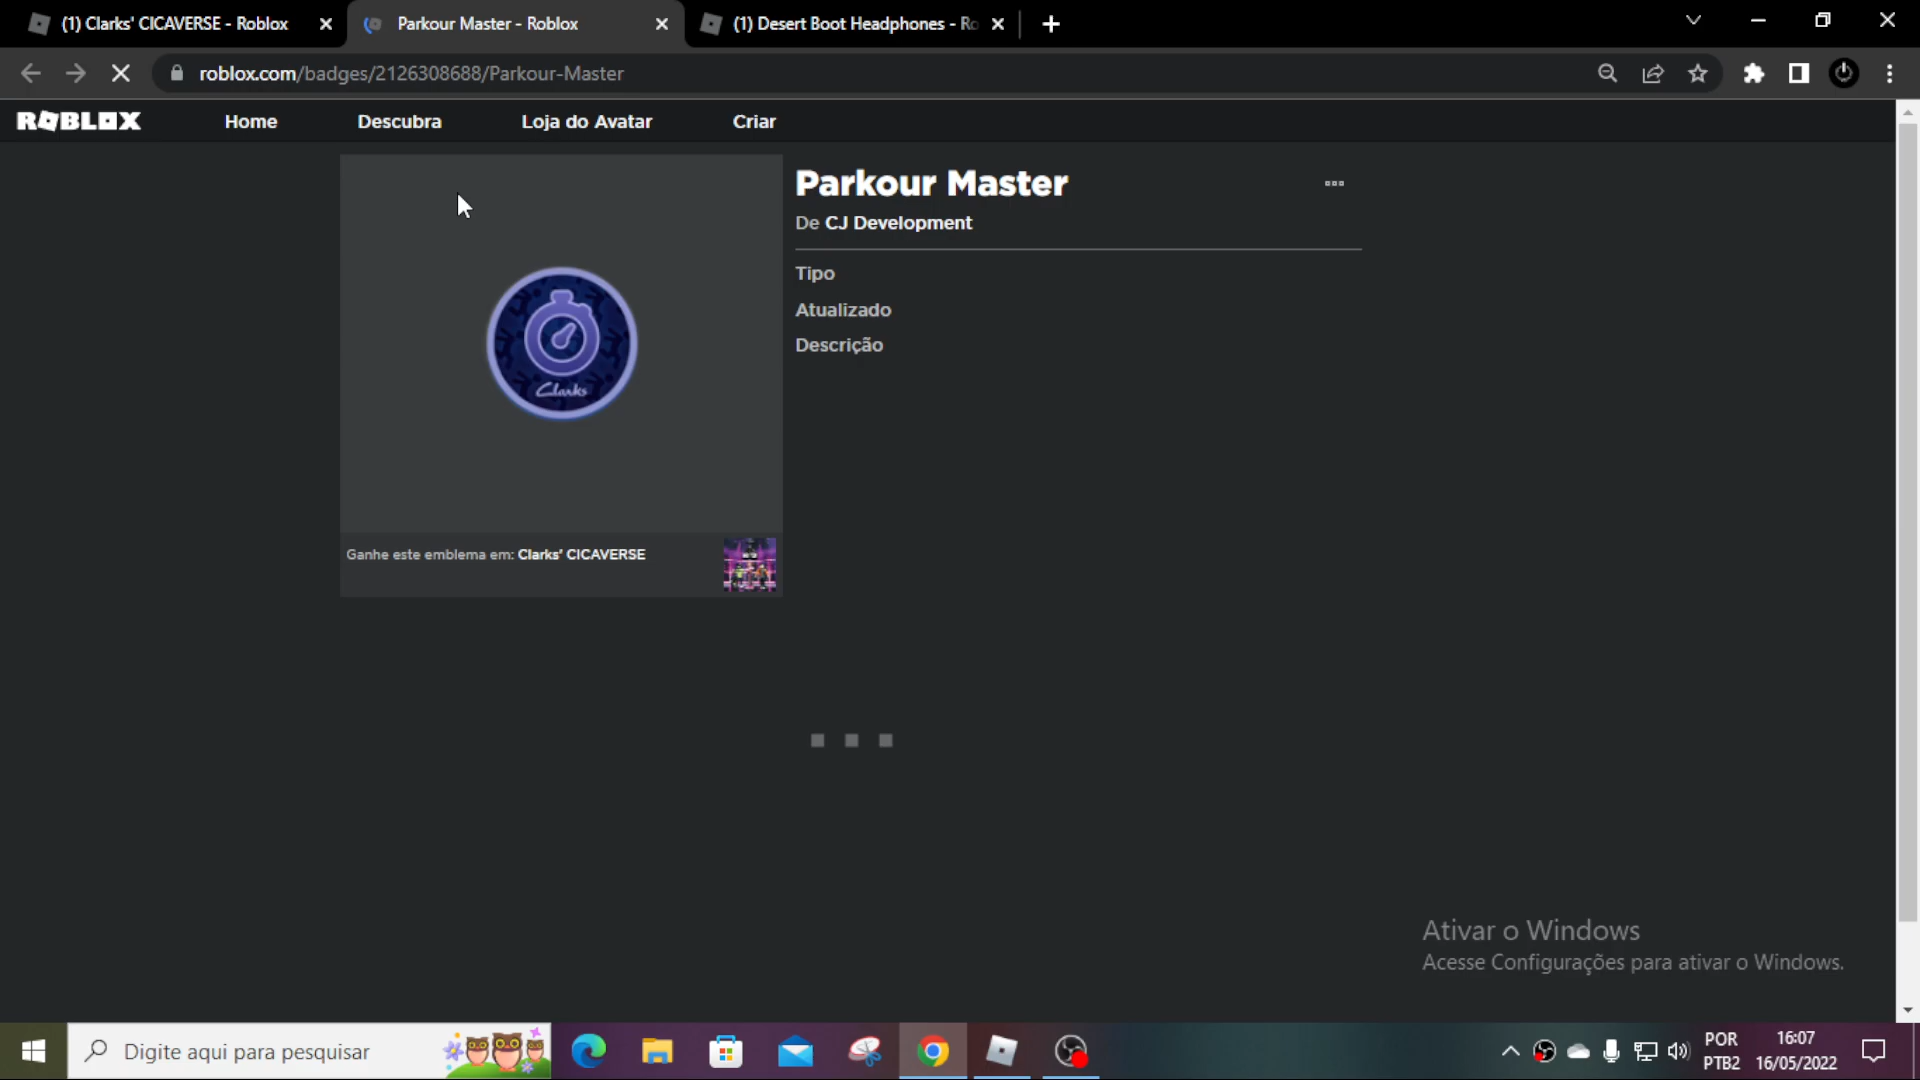 (1) Clarks' CICAVERSE - Roblox
Parkour Master - Roblox
(1) Desert Boot Headphones - Ro
roblox.com/badges/2126308688/Parkour-Master
ROBLOX
Home
Descubra
Loja do Avatar
Criar
Parkour Master
De CJ Development
Tipo
Atualizado
Descrição
Clarks
Ganhe este emblema em: Clarks' CICAVERSE
Ativar o Windows
Acesse Configurações para ativar o Windows.
Digite aqui para pesquisar
POR
PTB2
16:07
16/05/2022